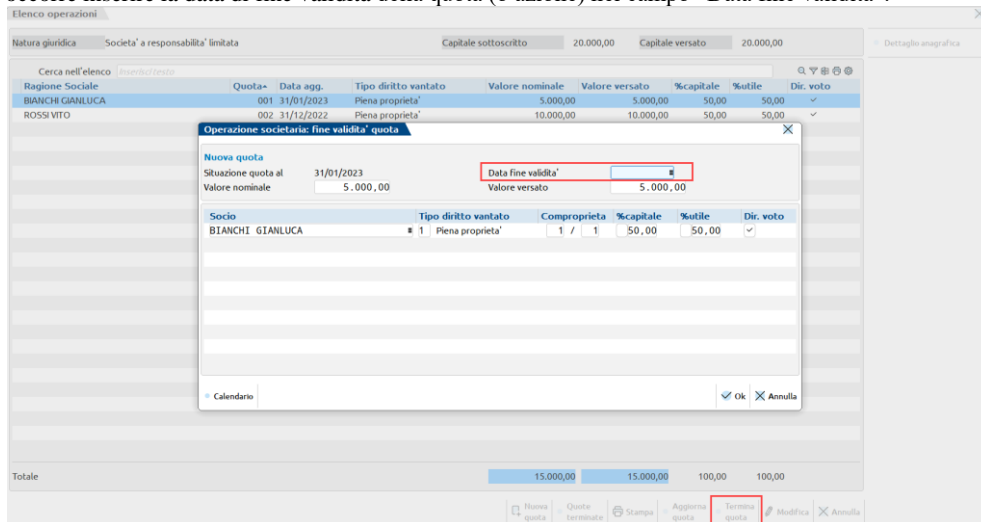 occorre inserire la data di fine validità della quota (o azione) nel campo "Data fine validità".
Elenco operazioni
Natura giuridica Societa' a responsabilita' limitata Capitale sottoscritto 20.000,00 Capitale versato 20.000,00
Dettaglio anagrafica
Cerca nell'elenco Inserisci testo
Ragione Sociale Quota Data agg. Tipo diritto vantato Valore nominale Valore versato %capitale %utile Dir. voto
BIANCHI GIANLUCA 001 31/01/2023 Piena proprieta' 5.000,00 5.000,00 50,00 50,00
ROSSI VITO 002 31/12/2022 Piena proprieta' 10.000,00 10.000,00 50,00 50,00
Operazione societaria: fine validita' quota
Nuova quota
Situazione quota al 31/01/2023 Data fine validita'
Valore nominale 5.000,00 Valore versato 5.000,00
Socio Tipo diritto vantato Comproprieta %capitale %utile Dir. voto
BIANCHI GIANLUCA 1 Piena proprieta' 1 / 1 50,00 50,00
Calendario Ok Annulla
Totale 15.000,00 15.000,00 100,00 100,00
Nuova quota Quote terminate Stampa Aggiorna quota Termina quota Modifica Annulla